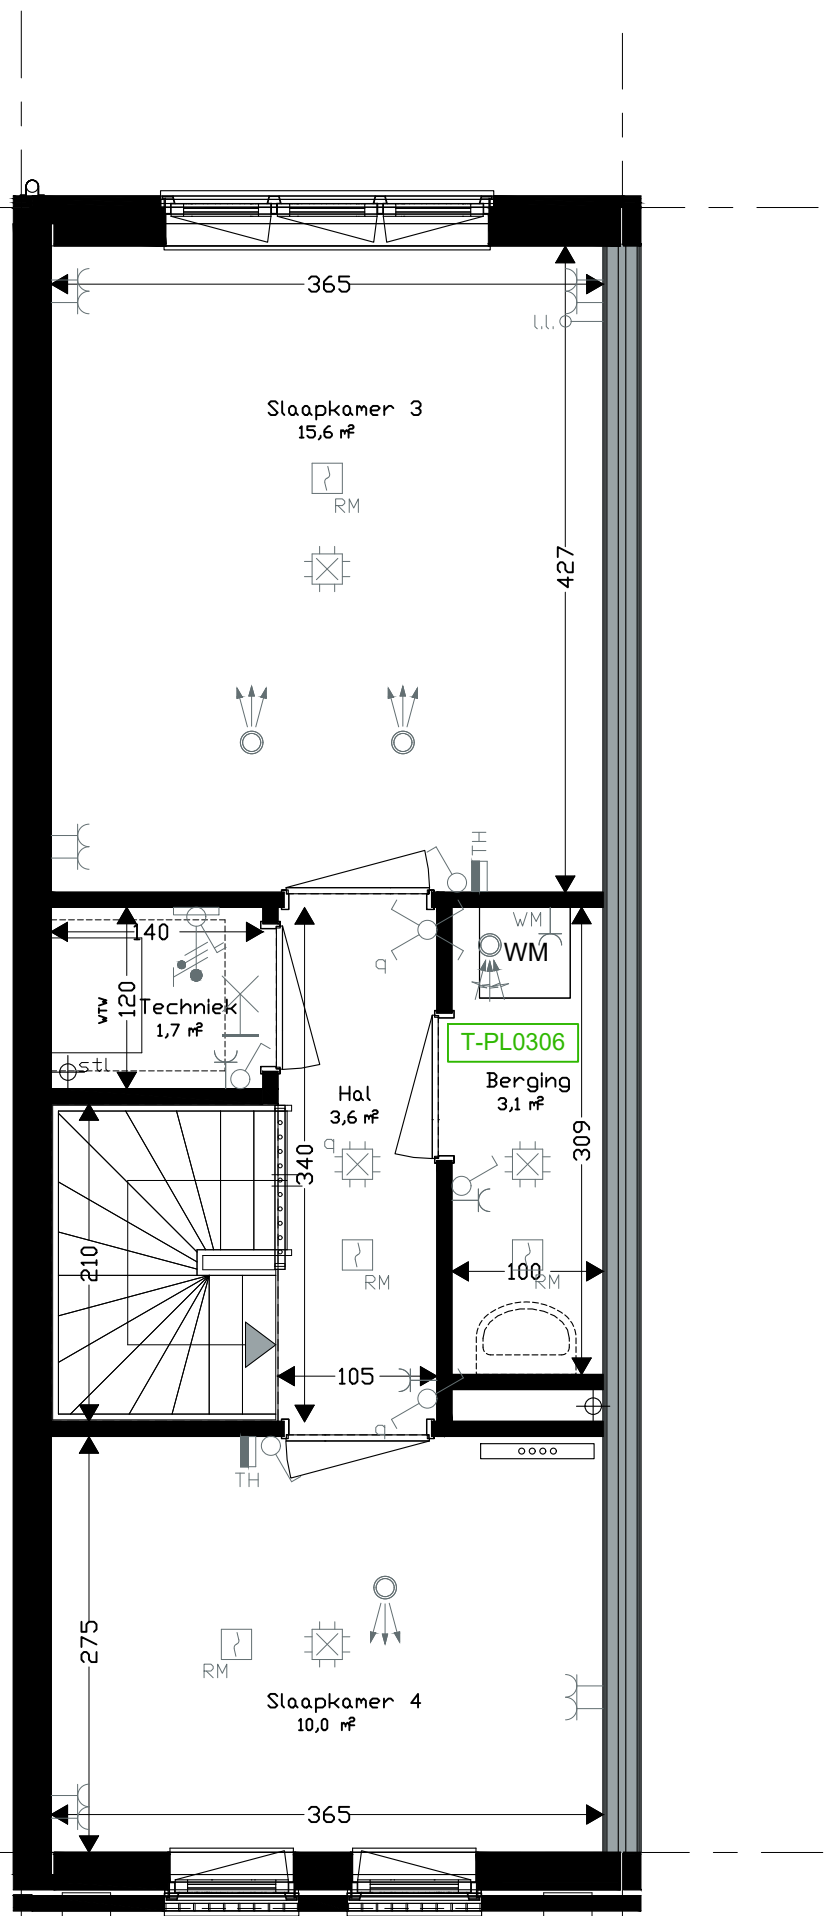 365
l.l.
Slaapkamer 3
15,6 m²
RM
427
TH
140
WM
WM
q
120
WTW
Techniek
1,7 m²
stl
T-PL0306
Berging
3,1 m²
Hal
3,6 m²
q
340
309
210
RM
100
RM
105
q
TH
275
RM
Slaapkamer 4
10,0 m²
365